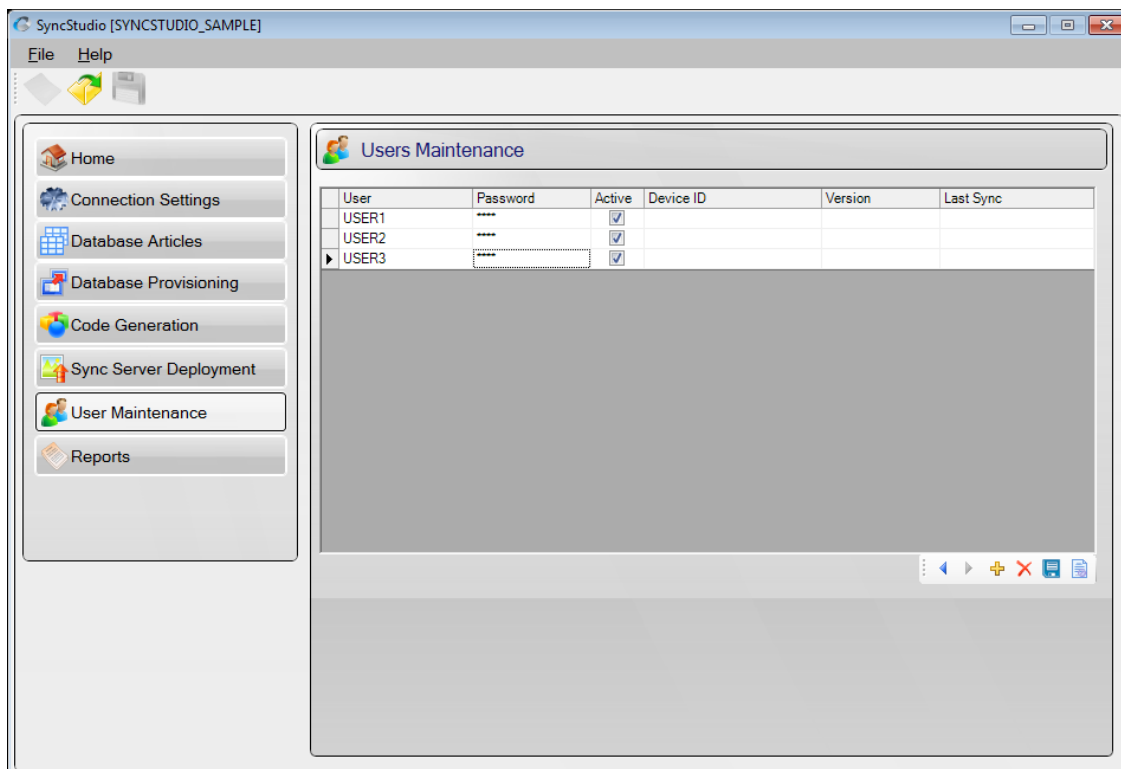 SyncStudio [SYNCSTUDIO_SAMPLE]
File Help
Home
Connection Settings
Database Articles
Database Provisioning
Code Generation
Sync Server Deployment
User Maintenance
Reports
Users Maintenance
User Password Active Device ID Version Last Sync
USER1 ****
USER2 ****
USER3 ****